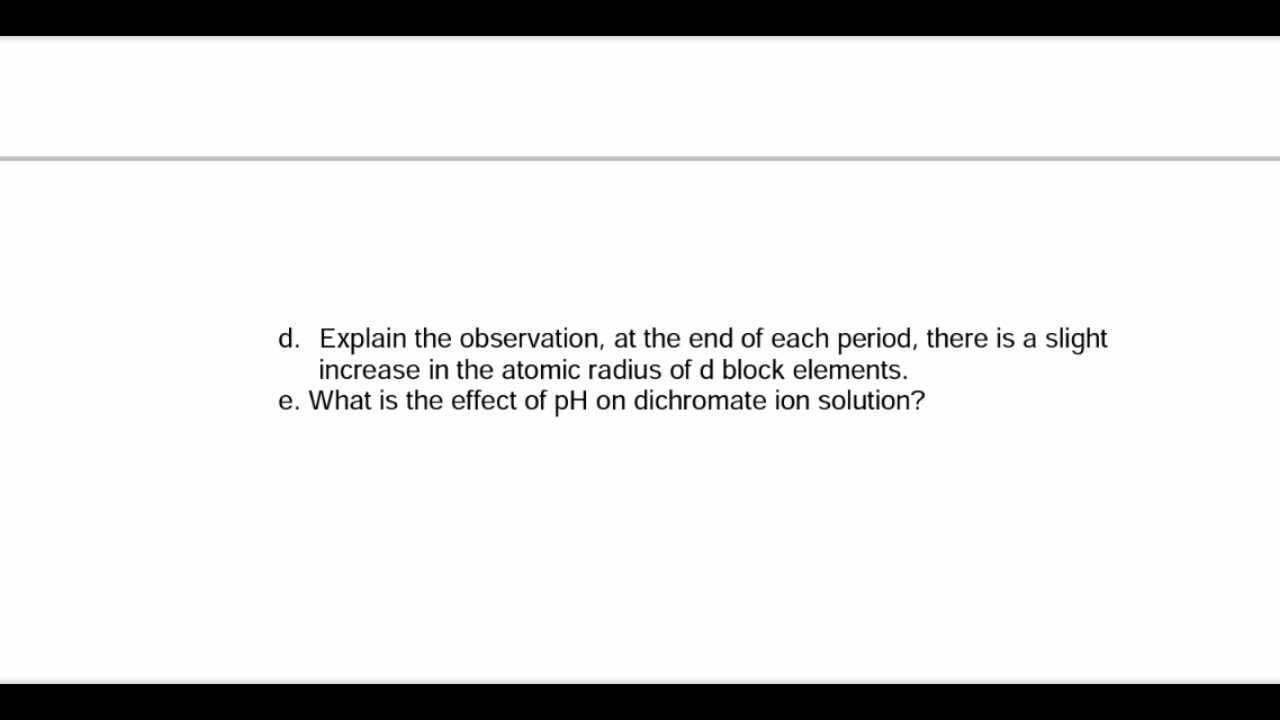 d. Explain the observation, at the end of each period, there is a slight
increase in the atomic radius of d block elements.
e. What is the effect of pH on dichromate ion solution?